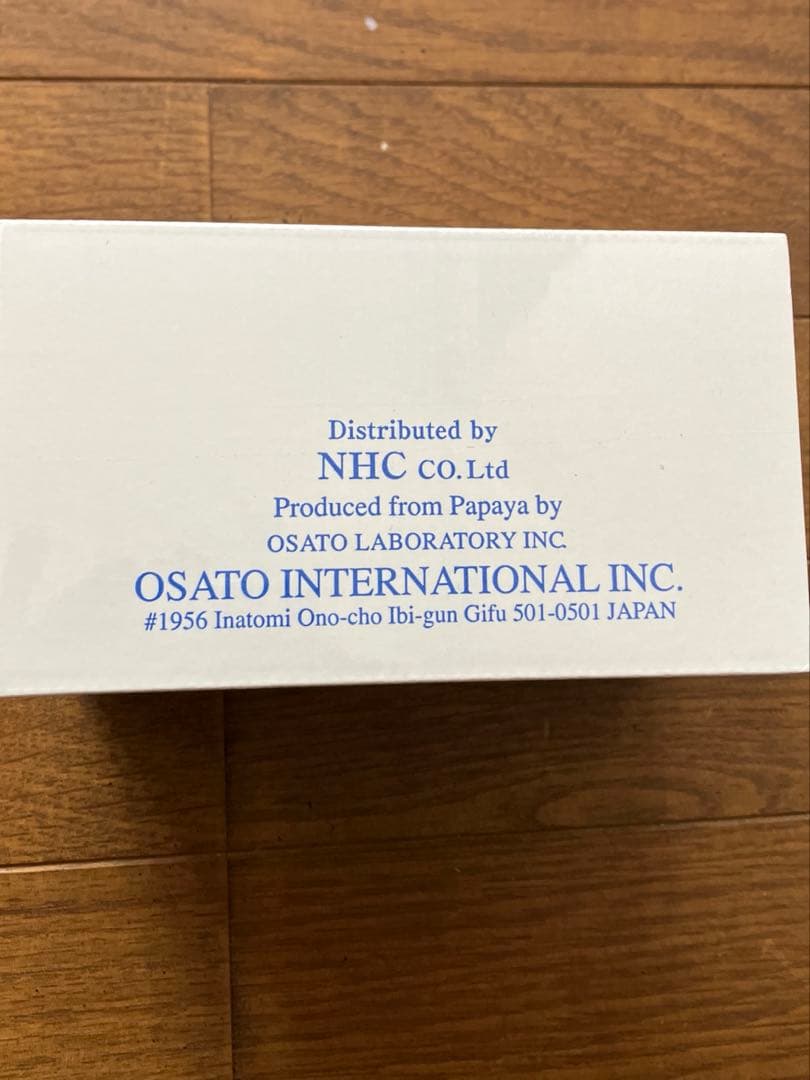 Distributed by
NHC CO.Ltd
Produced from Papaya by
OSATO LABORATORY INC.
OSATO INTERNATIONAL INC.
#1956 Inatomi Ono-cho Ibi-gun Gifu 501-0501 JAPAN